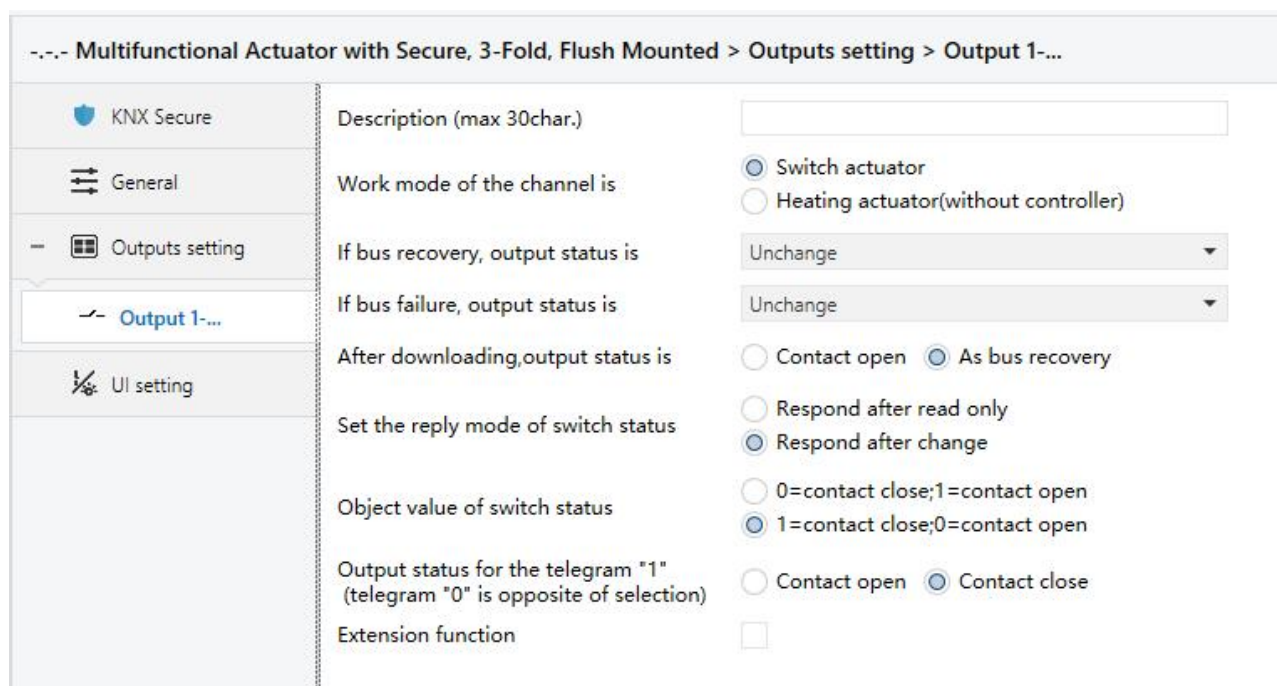 -.-.- Multifunctional Actuator with Secure, 3-Fold, Flush Mounted > Outputs setting > Output 1-...
KNX Secure
General
Outputs setting
Output 1-...
UI setting
Description (max 30char.)
Work mode of the channel is
Switch actuator
Heating actuator(without controller)
If bus recovery, output status is
Unchange
If bus failure, output status is
Unchange
After downloading,output status is
Contact open
As bus recovery
Set the reply mode of switch status
Respond after read only
Respond after change
Object value of switch status
0=contact close;1=contact open
1=contact close;0=contact open
Output status for the telegram "1"
(telegram "0" is opposite of selection)
Contact open
Contact close
Extension function